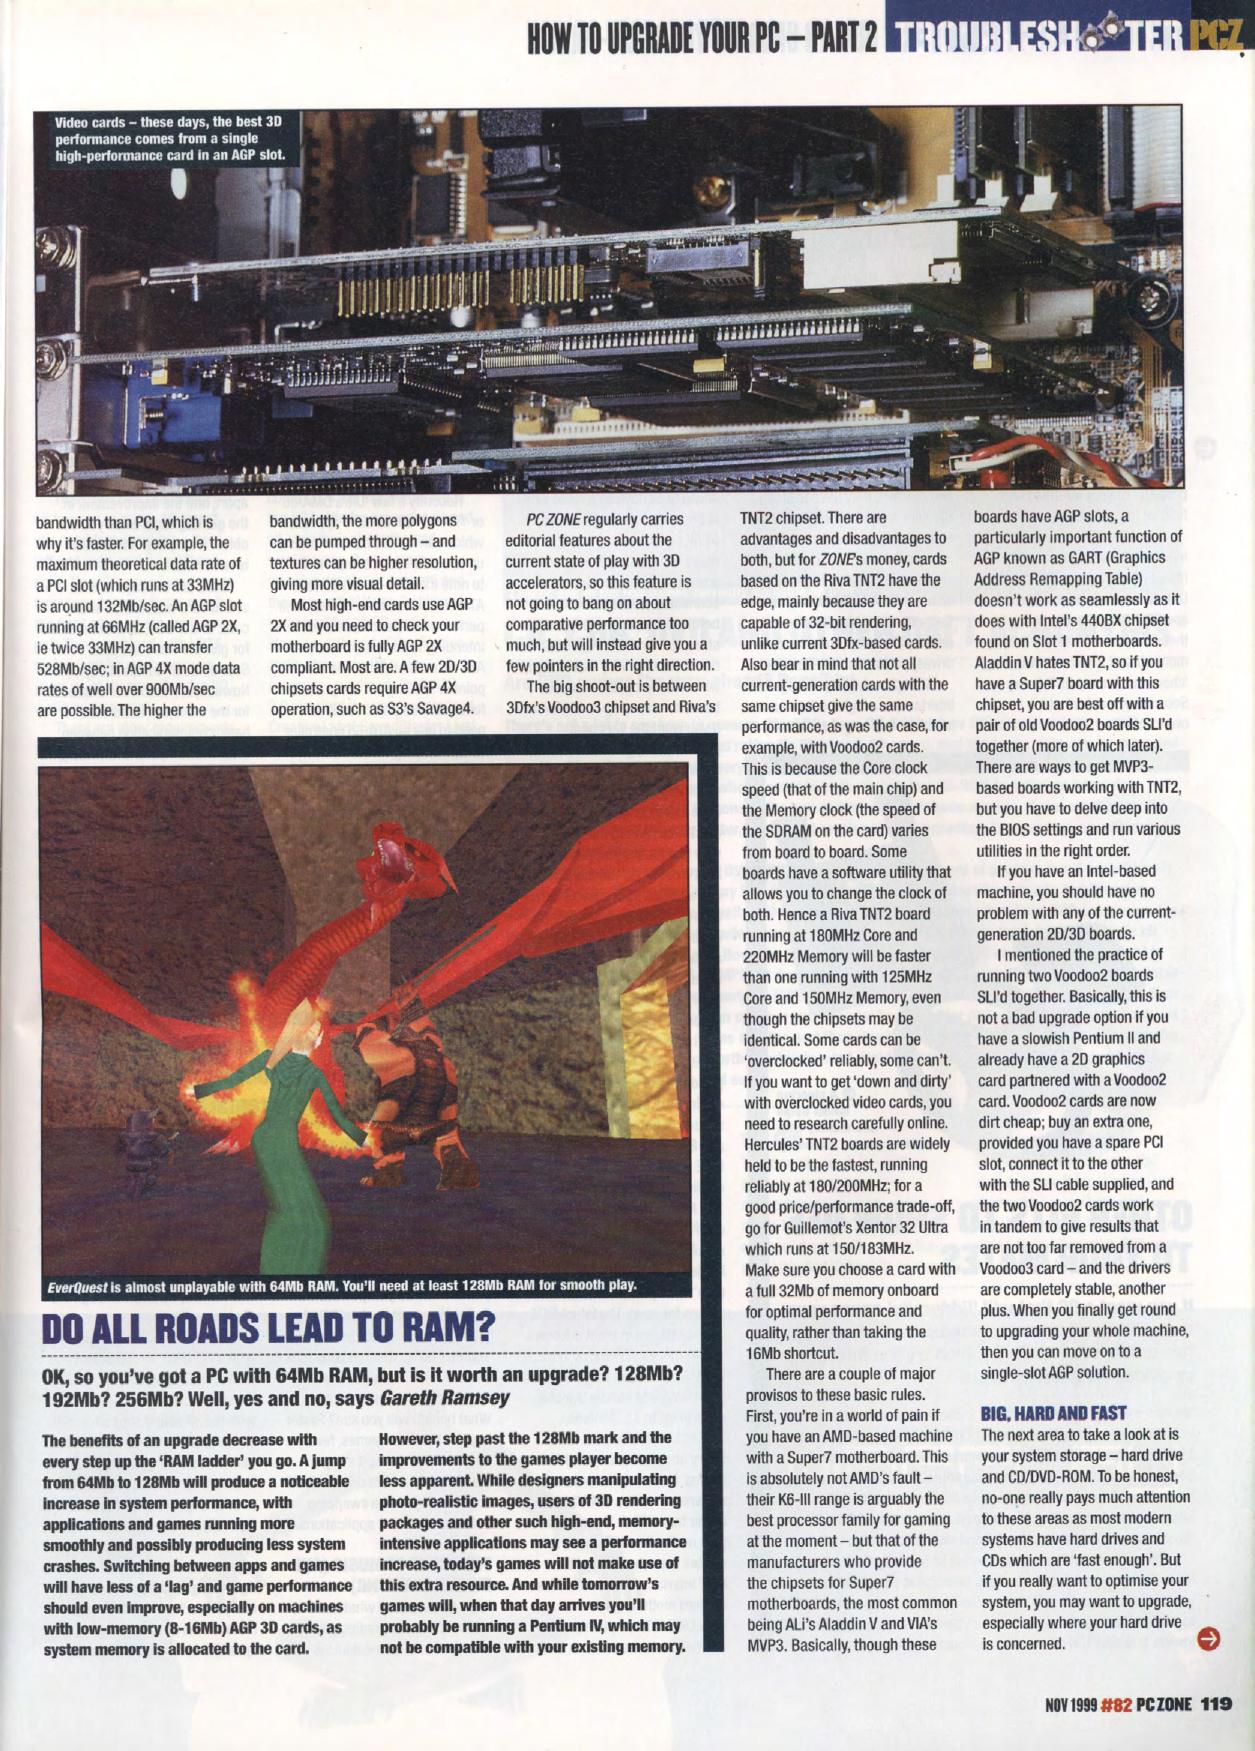 HOW TO UPGRADE YOUR PC – PART 2 TROUBLESHOOTER PCZ
Video cards – these days, the best 3D
performance comes from a single
high-performance card in an AGP slot.
bandwidth than PCI, which is
why it's faster. For example, the
maximum theoretical data rate of
a PCI slot (which runs at 33MHz)
is around 132Mb/sec. An AGP slot
running at 66MHz (called AGP 2X,
ie twice 33MHz) can transfer
528Mb/sec; in AGP 4X mode data
rates of well over 900Mb/sec
are possible. The higher the
bandwidth, the more polygons
can be pumped through – and
textures can be higher resolution,
giving more visual detail.
Most high-end cards use AGP
2X and you need to check your
motherboard is fully AGP 2X
compliant. Most are. A few 2D/3D
chipsets cards require AGP 4X
operation, such as S3's Savage4.
PC ZONE regularly carries
editorial features about the
current state of play with 3D
accelerators, so this feature is
not going to bang on about
comparative performance too
much, but will instead give you a
few pointers in the right direction.
The big shoot-out is between
3Dfx's Voodoo3 chipset and Riva's
TNT2 chipset. There are
advantages and disadvantages to
both, but for ZONE's money, cards
based on the Riva TNT2 have the
edge, mainly because they are
capable of 32-bit rendering,
unlike current 3Dfx-based cards.
Also bear in mind that not all
current-generation cards with the
same chipset give the same
performance, as was the case, for
example, with Voodoo2 cards.
This is because the Core clock
speed (that of the main chip) and
the Memory clock (the speed of
the SDRAM on the card) varies
from board to board. Some
boards have a software utility that
allows you to change the clock of
both. Hence a Riva TNT2 board
running at 180MHz Core and
220MHz Memory will be faster
than one running with 125MHz
Core and 150MHz Memory, even
though the chipsets may be
identical. Some cards can be
'overclocked' reliably, some can't.
If you want to get 'down and dirty'
with overclocked video cards, you
need to research carefully online.
Hercules' TNT2 boards are widely
held to be the fastest, running
reliably at 180/200MHz; for a
good price/performance trade-off,
go for Guillemot's Xentor 32 Ultra
which runs at 150/183MHz.
Make sure you choose a card with
a full 32Mb of memory onboard
for optimal performance and
quality, rather than taking the
16Mb shortcut.
There are a couple of major
provisos to these basic rules.
First, you're in a world of pain if
you have an AMD-based machine
with a Super7 motherboard. This
is absolutely not AMD's fault –
their K6-III range is arguably the
best processor family for gaming
at the moment – but that of the
manufacturers who provide
the chipsets for Super7
motherboards, the most common
being ALi's Aladdin V and VIA's
MVP3. Basically, though these
boards have AGP slots, a
particularly important function of
AGP known as GART (Graphics
Address Remapping Table)
doesn't work as seamlessly as it
does with Intel's 440BX chipset
found on Slot 1 motherboards.
Aladdin V hates TNT2, so if you
have a Super7 board with this
chipset, you are best off with a
pair of old Voodoo2 boards SLI'd
together (more of which later).
There are ways to get MVP3-
based boards working with TNT2,
but you have to delve deep into
the BIOS settings and run various
utilities in the right order.
If you have an Intel-based
machine, you should have no
problem with any of the current-
generation 2D/3D boards.
I mentioned the practice of
running two Voodoo2 boards
SLI'd together. Basically, this is
not a bad upgrade option if you
have a slowish Pentium II and
already have a 2D graphics
card partnered with a Voodoo2
card. Voodoo2 cards are now
dirt cheap; buy an extra one,
provided you have a spare PCI
slot, connect it to the other
with the SLI cable supplied, and
the two Voodoo2 cards work
in tandem to give results that
are not too far removed from a
Voodoo3 card – and the drivers
are completely stable, another
plus. When you finally get round
to upgrading your whole machine,
then you can move on to a
single-slot AGP solution.
BIG, HARD AND FAST
The next area to take a look at is
your system storage – hard drive
and CD/DVD-ROM. To be honest,
no-one really pays much attention
to these areas as most modern
systems have hard drives and
CDs which are 'fast enough'. But
if you really want to optimise your
system, you may want to upgrade,
especially where your hard drive
is concerned.
EverQuest is almost unplayable with 64Mb RAM. You'll need at least 128Mb RAM for smooth play.
DO ALL ROADS LEAD TO RAM?
OK, so you've got a PC with 64Mb RAM, but is it worth an upgrade? 128Mb?
192Mb? 256Mb? Well, yes and no, says Gareth Ramsey
The benefits of an upgrade decrease with
every step up the 'RAM ladder' you go. A jump
from 64Mb to 128Mb will produce a noticeable
increase in system performance, with
applications and games running more
smoothly and possibly producing less system
crashes. Switching between apps and games
will have less of a 'lag' and game performance
should even improve, especially on machines
with low-memory (8-16Mb) AGP 3D cards, as
system memory is allocated to the card.
However, step past the 128Mb mark and the
improvements to the games player become
less apparent. While designers manipulating
photo-realistic images, users of 3D rendering
packages and other such high-end, memory-
intensive applications may see a performance
increase, today's games will not make use of
this extra resource. And while tomorrow's
games will, when that day arrives you'll
probably be running a Pentium IV, which may
not be compatible with your existing memory.
NOV 1999 #82 PC ZONE 119